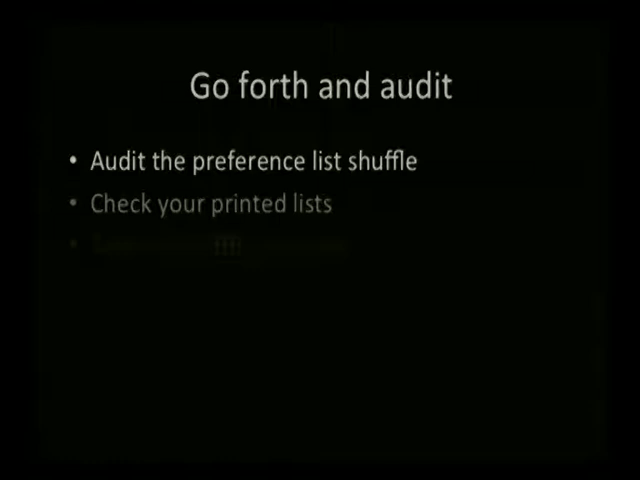 Go forth and audit
• Audit the preference list shuffle
• Check your printed lists